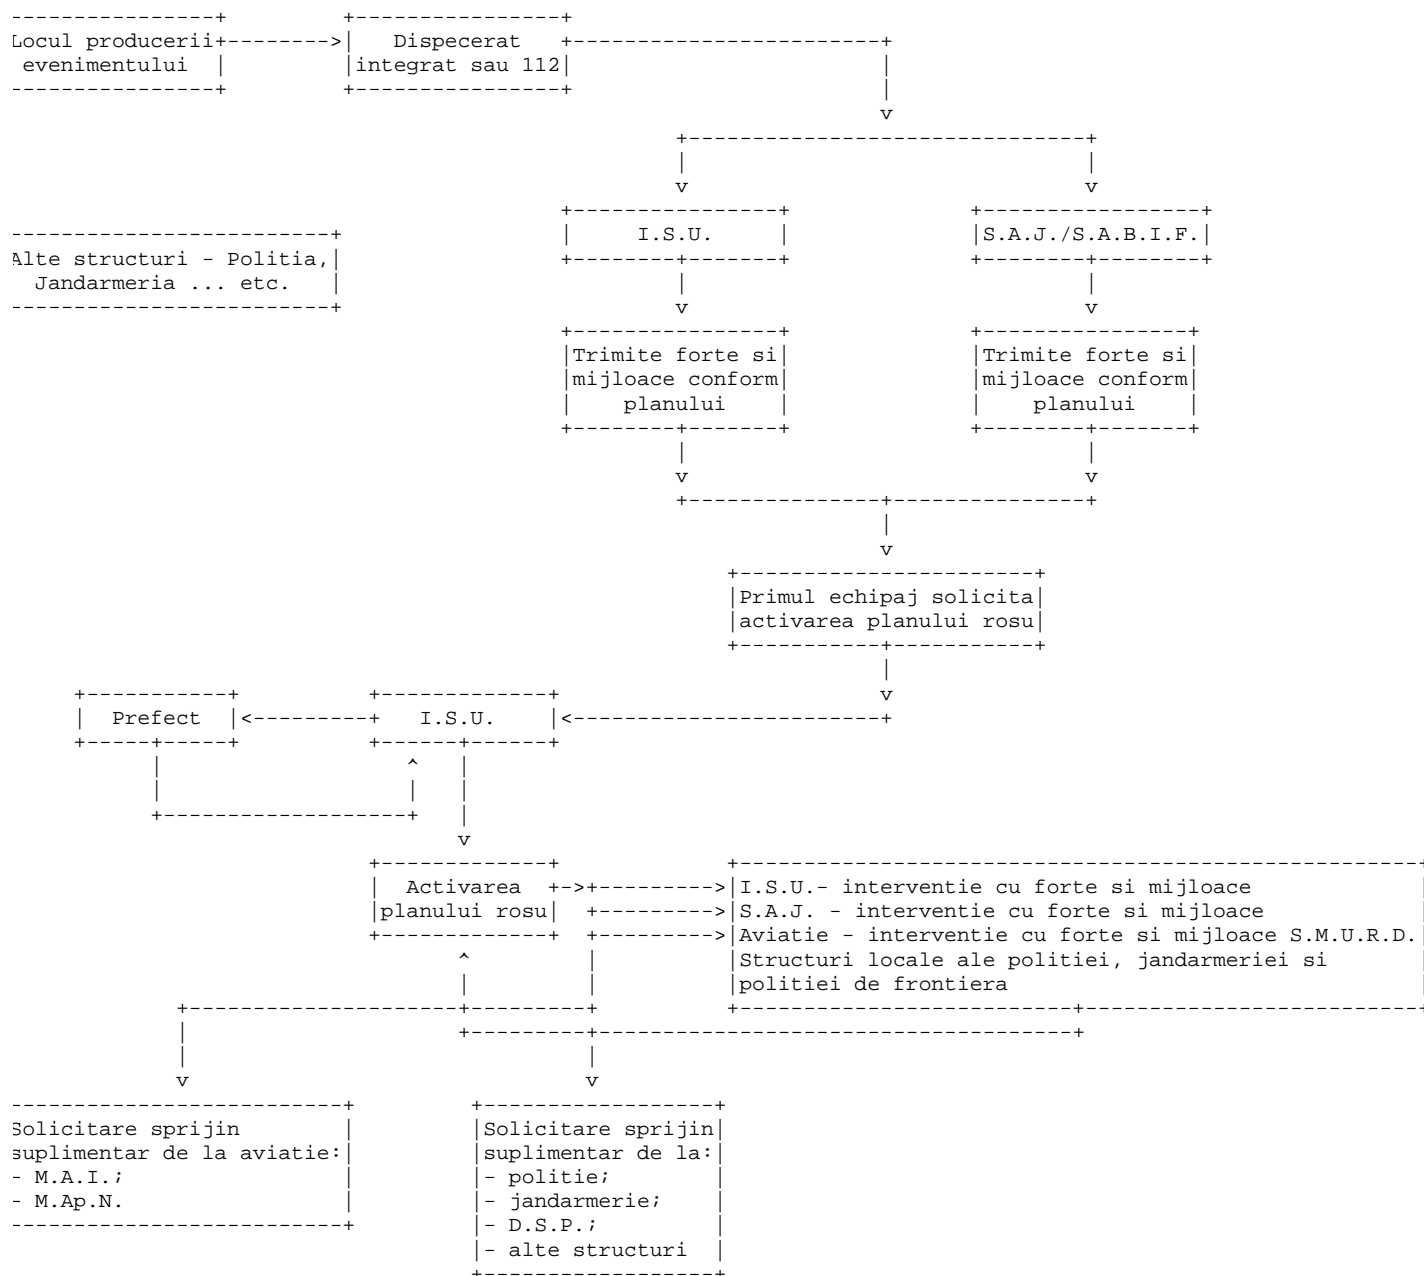 Locul producerii
evenimentului
Dispecerat
integrat sau 112
I.S.U.
S.A.J./S.A.B.I.F.
Alte structuri - Politia,
Jandarmeria ... etc.
Trimite forte si
mijloace conform
planului
Trimite forte si
mijloace conform
planului
Primul echipaj solicita
activarea planului rosu
Prefect
I.S.U.
Activarea
planului rosu
I.S.U.- interventie cu forte si mijloace
S.A.J. - interventie cu forte si mijloace
Aviatie - interventie cu forte si mijloace S.M.U.R.D.
Structuri locale ale politiei, jandarmeriei si
politiei de frontiera
Solicitare sprijin
suplimentar de la aviatie:
- M.A.I.;
- M.Ap.N.
Solicitare sprijin
suplimentar de la:
- politie;
- jandarmerie;
- D.S.P.;
- alte structuri